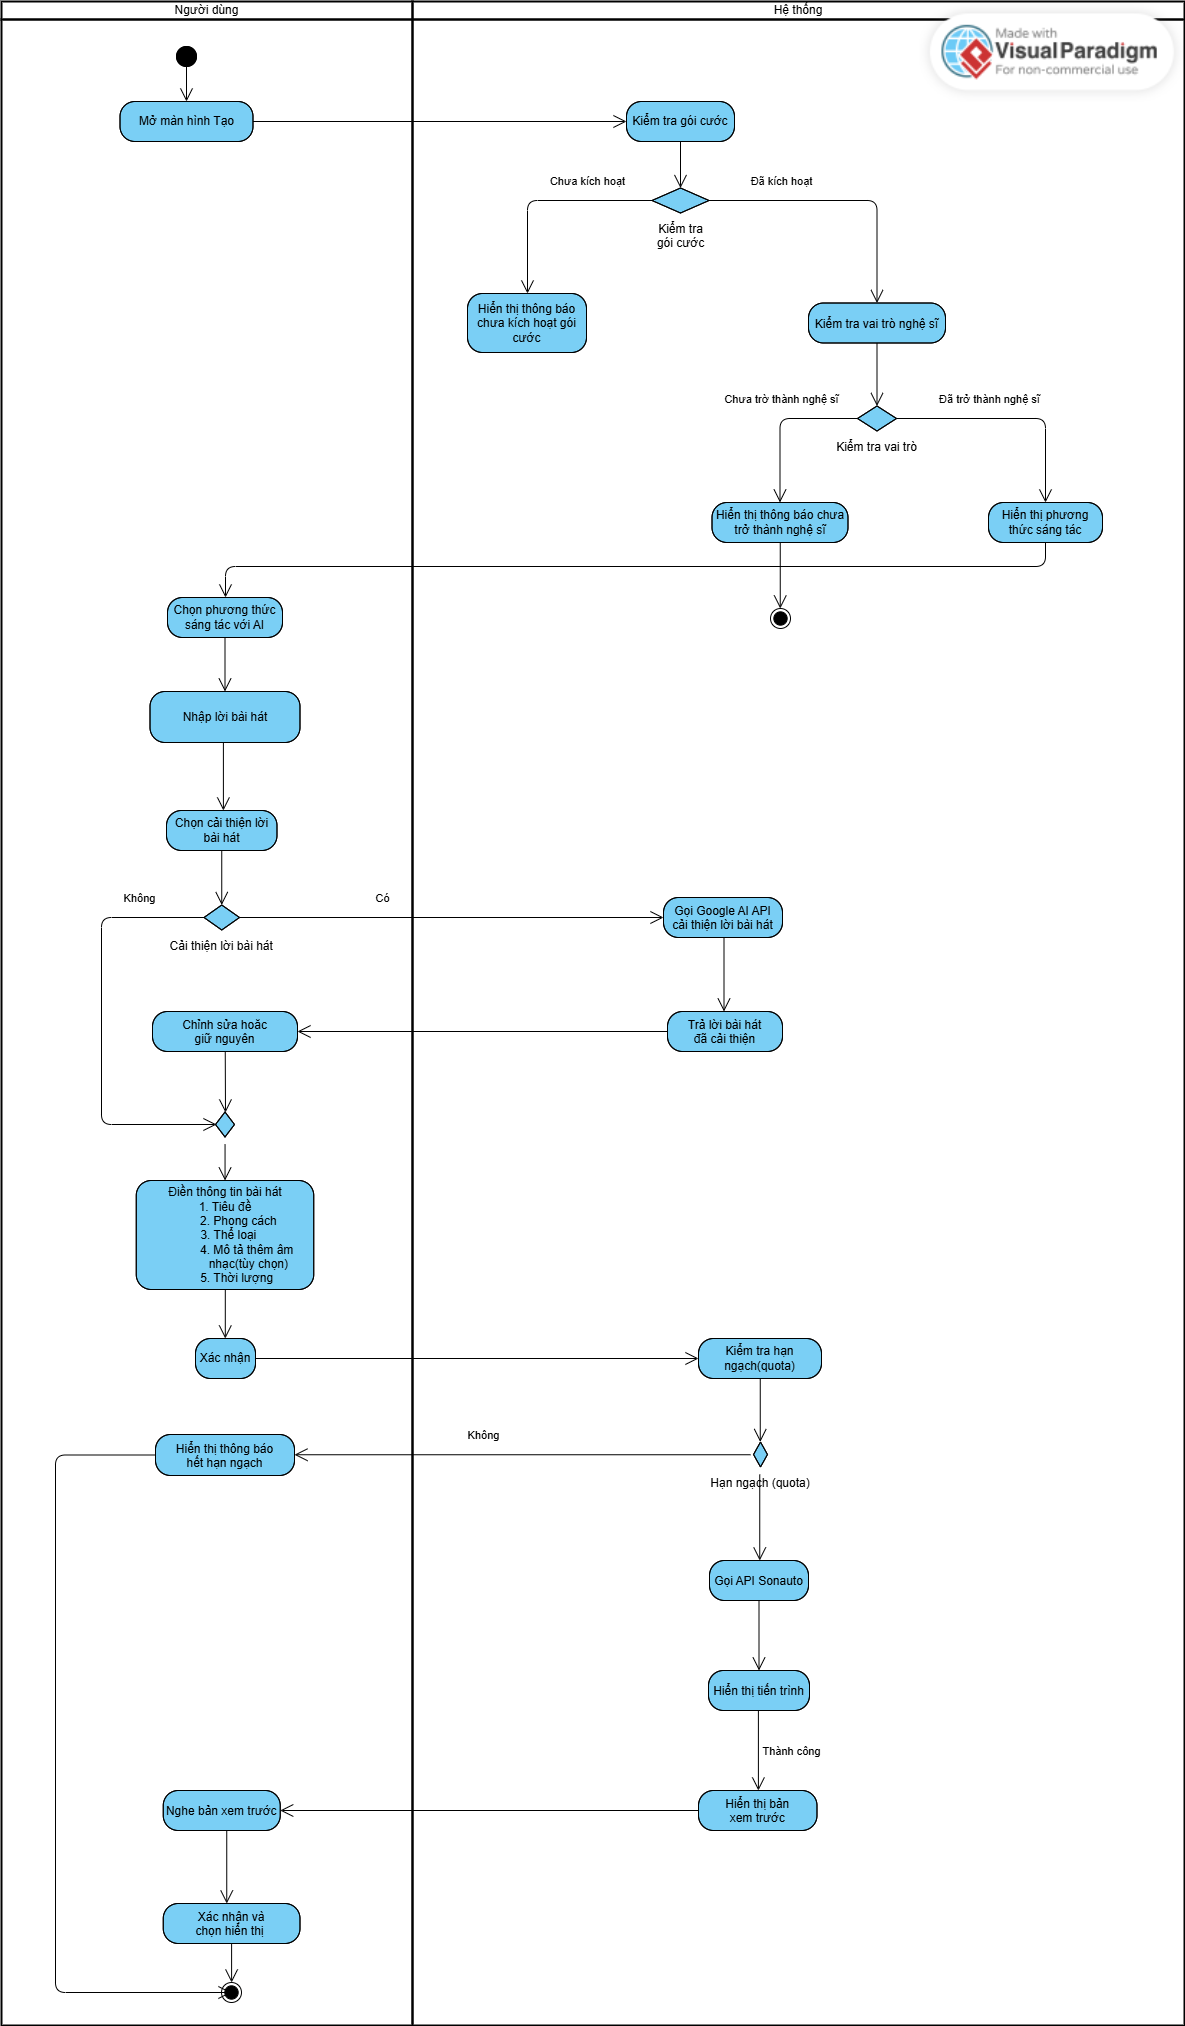 Người dùng
Hệ thống
Made with
VisualParadigm
For non-commercial use
Mở màn hình Tạo
Kiểm tra gói cước
Chưa kích hoạt
Đã kích hoạt
Kiểm tra
gói cước
Hiển thị thông báo
chưa kích hoạt gói
cước
Kiểm tra vai trò nghệ sĩ
Chưa trở thành nghệ sĩ
Đã trở thành nghệ sĩ
Kiểm tra vai trò
Hiển thị thông báo chưa
trở thành nghệ sĩ
Hiển thị phương
thức sáng tác
Chọn phương thức
sáng tác với AI
Nhập lời bài hát
Chọn cải thiện lời
bài hát
Không
Có
Cải thiện lời bài hát
Gọi Google AI API
cải thiện lời bài hát
Chỉnh sửa hoăc
giữ nguyên
Trả lời bài hát
đã cải thiện
Điền thông tin bài hát
1. Tiêu đề
2. Phong cách
3. Thể loại
4. Mô tả thêm âm
nhạc(tùy chọn)
5. Thời lượng
Xác nhận
Kiểm tra hạn
ngạch(quota)
Không
Hiển thị thông báo
hết hạn ngạch
Hạn ngạch (quota)
Gọi API Sonauto
Hiển thị tiến trình
Thành công
Nghe bản xem trước
Hiển thị bản
xem trước
Xác nhận và
chọn hiển thị